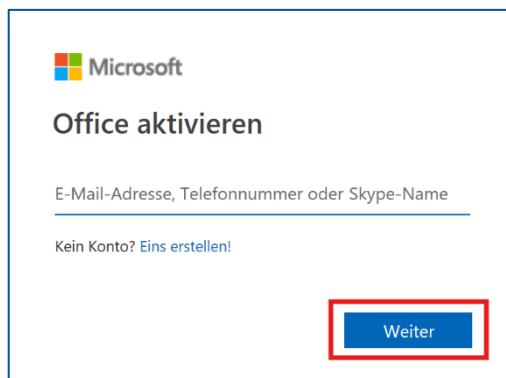 Microsoft
Office aktivieren
E-Mail-Adresse, Telefonnummer oder Skype-Name
Kein Konto? Eins erstellen!
Weiter